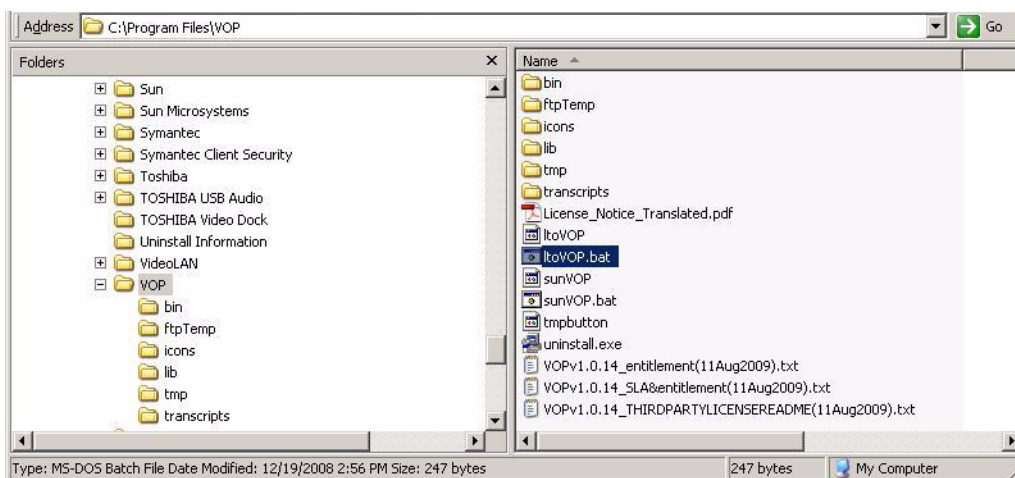 Address C:\Program Files\VOP Go
Folders
Sun
Sun Microsystems
Symantec
Symantec Client Security
Toshiba
TOSHIBA USB Audio
TOSHIBA Video Dock
Uninstall Information
VideoLAN
VOP
bin
ftpTemp
icons
lib
tmp
transcripts
Name
bin
ftpTemp
icons
lib
tmp
transcripts
License_Notice_Translated.pdf
ltoVOP
ltoVOP.bat
sunVOP
sunVOP.bat
tmpbutton
uninstall.exe
VOPv1.0.14_entitlement(11Aug2009).txt
VOPv1.0.14_SLA&entitlement(11Aug2009).txt
VOPv1.0.14_THIRDPARTYLICENSEREADME(11Aug2009).txt
Type: MS-DOS Batch File Date Modified: 12/19/2008 2:56 PM Size: 247 bytes 247 bytes My Computer